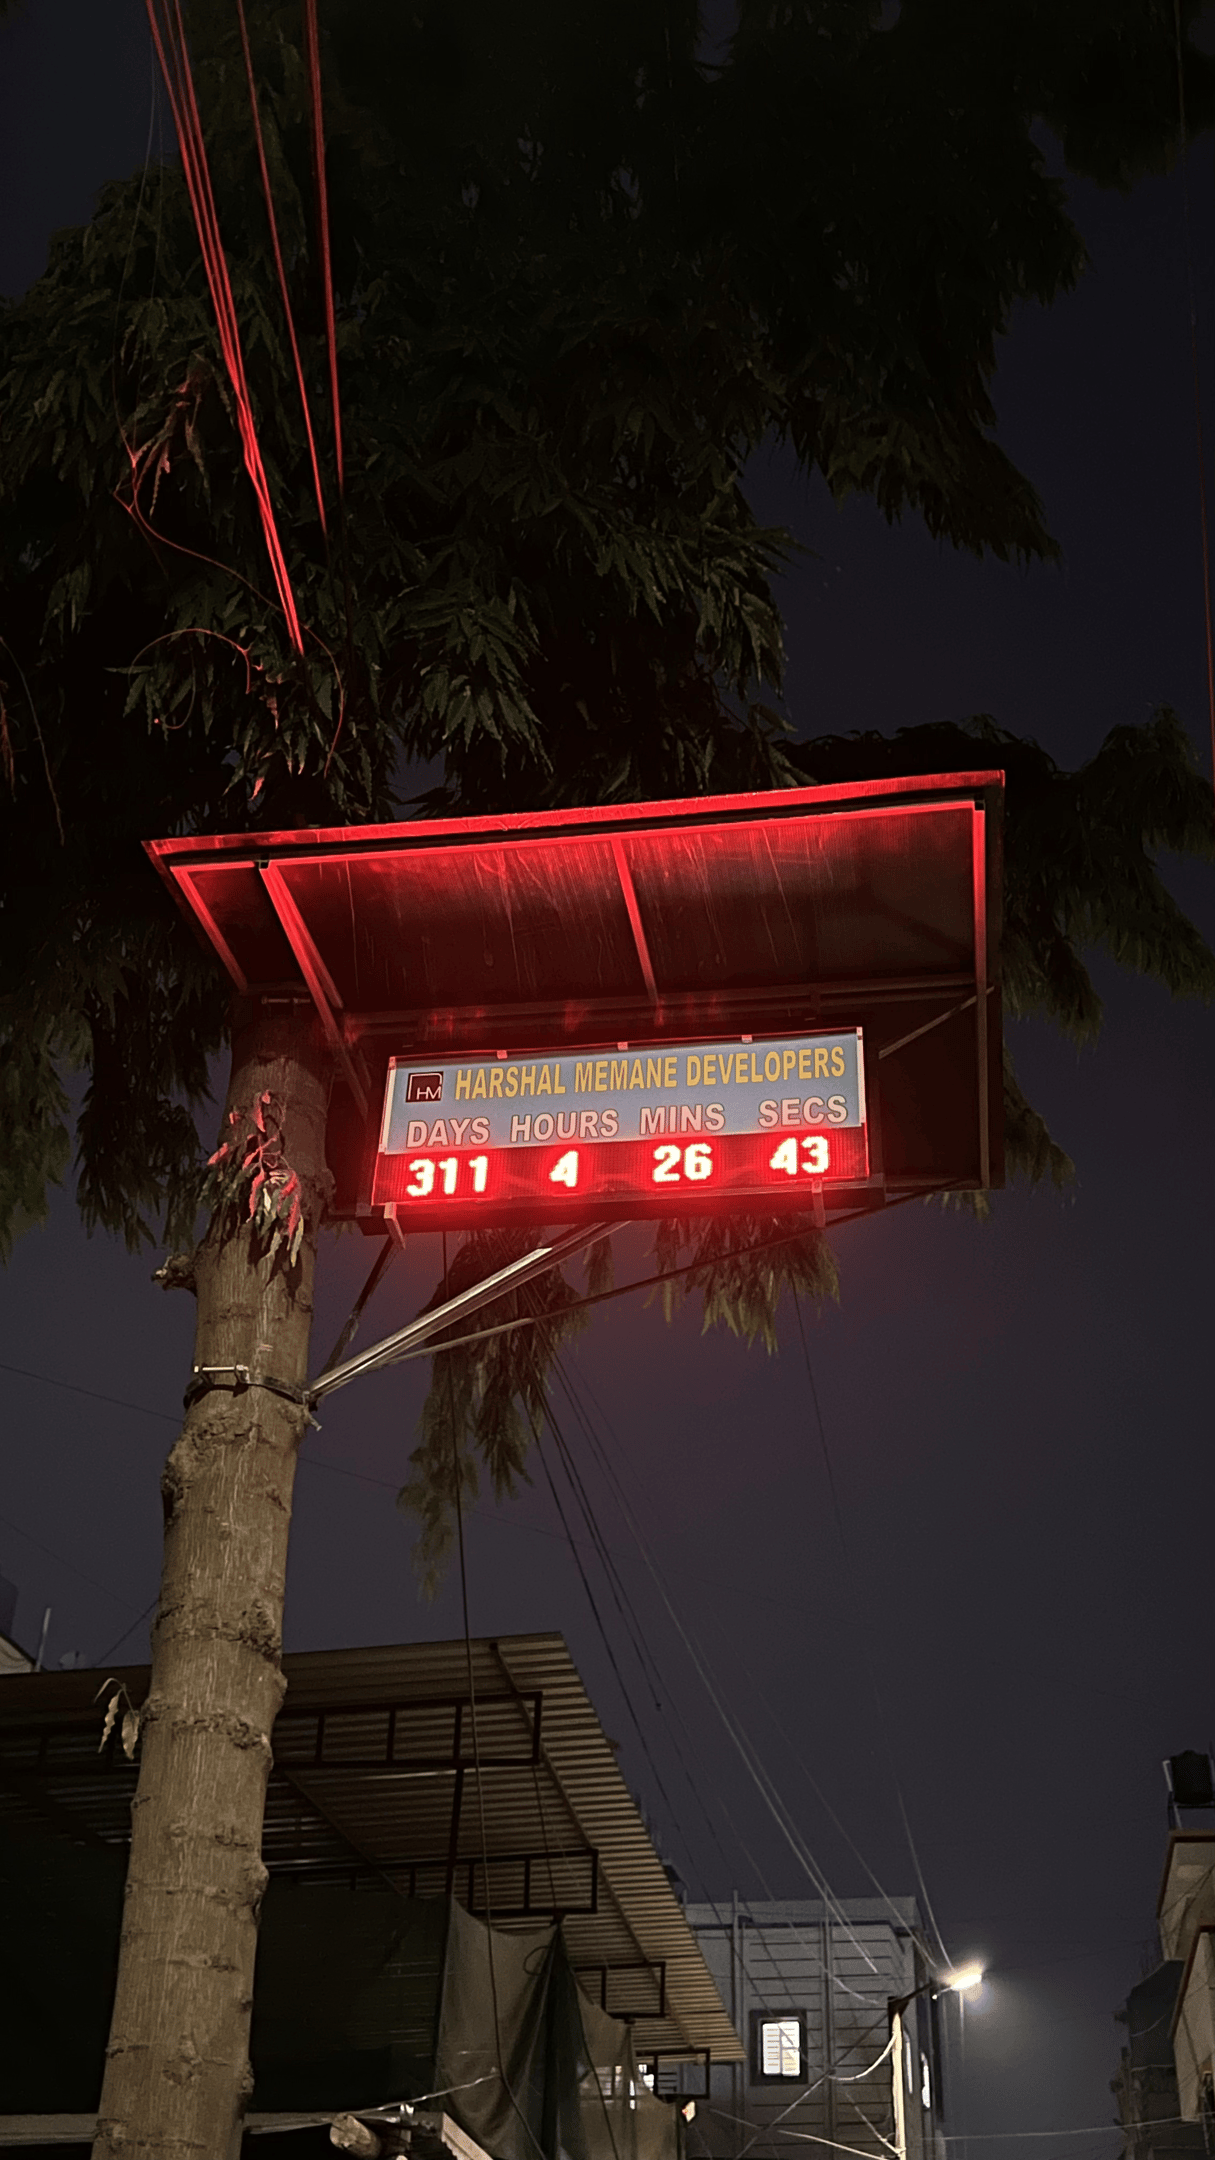 HM HARSHAL MEMANE DEVELOPERS
DAYS HOURS MINS SECS
311 4 26 43